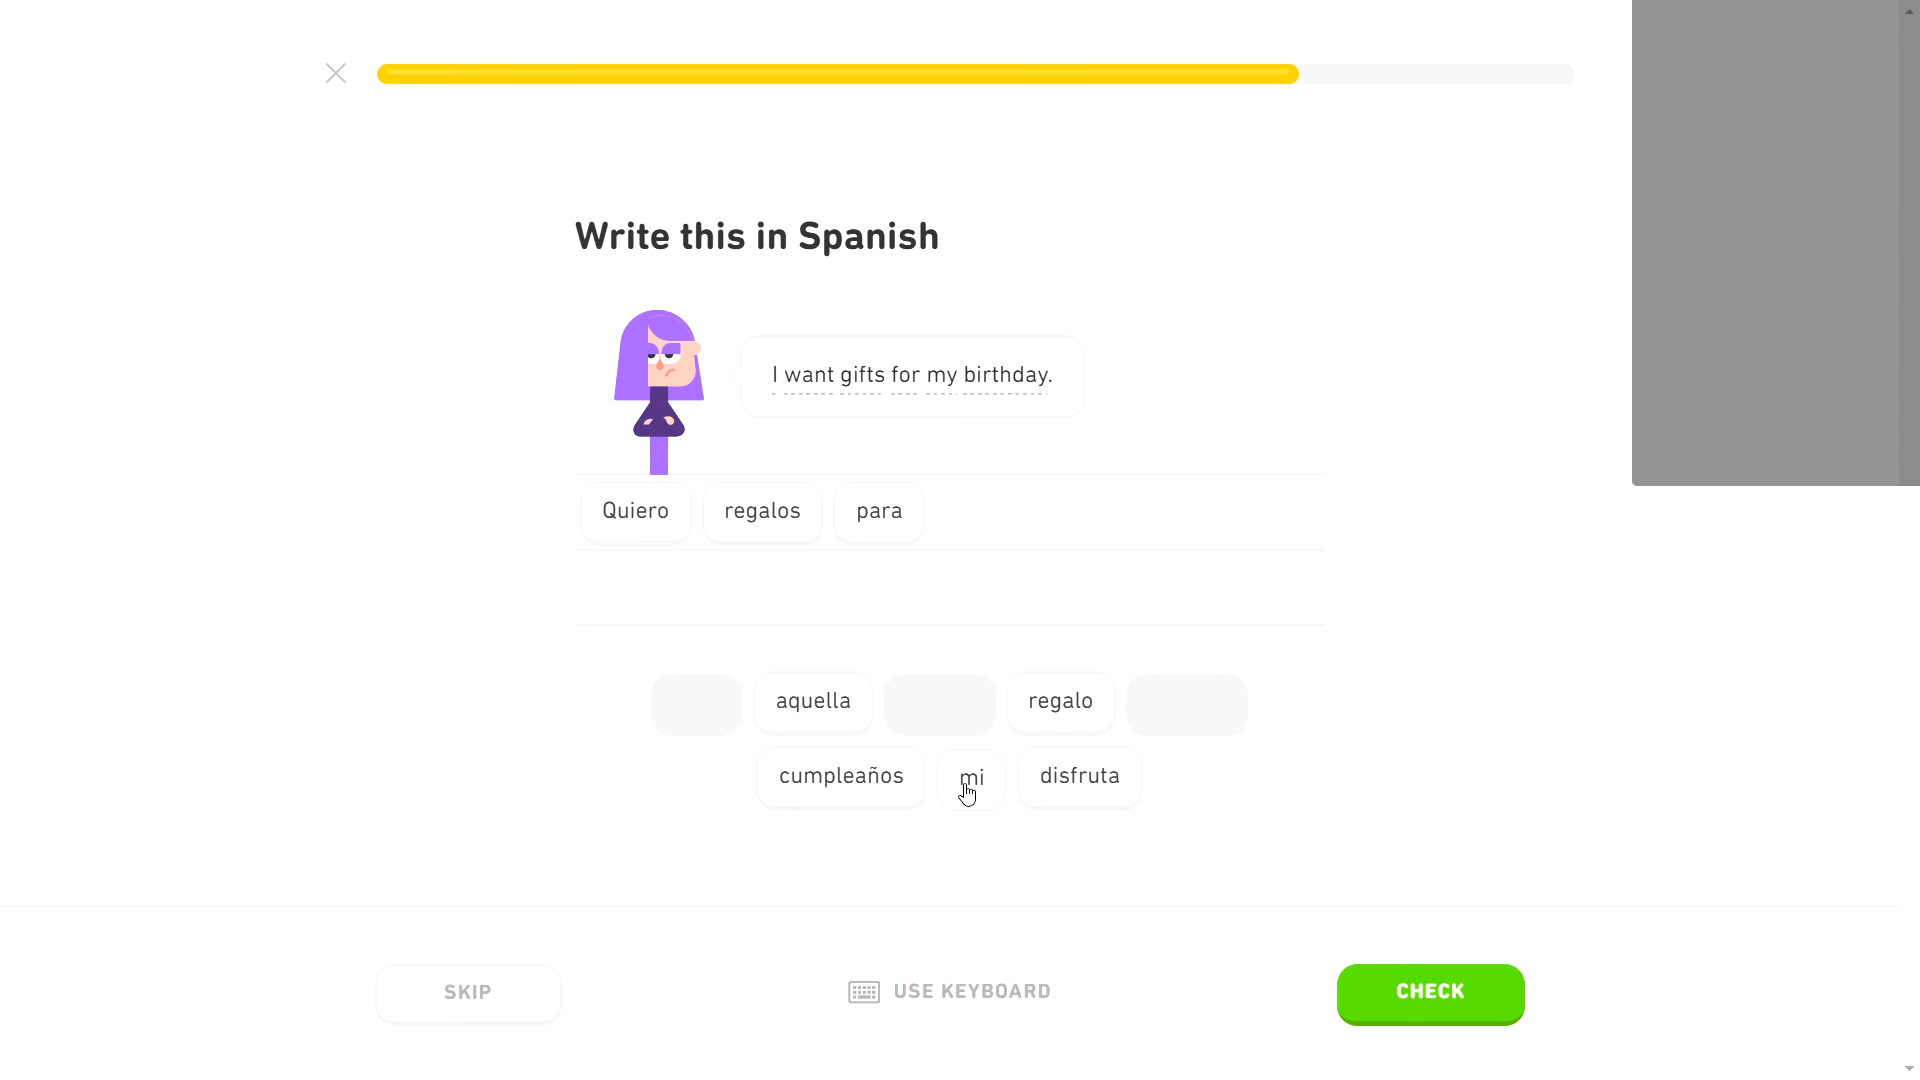 Write this in Spanish
I want gifts for my birthday.
Quiero regalos para
aquella regalo
cumpleaños mi disfruta
SKIP USE KEYBOARD CHECK